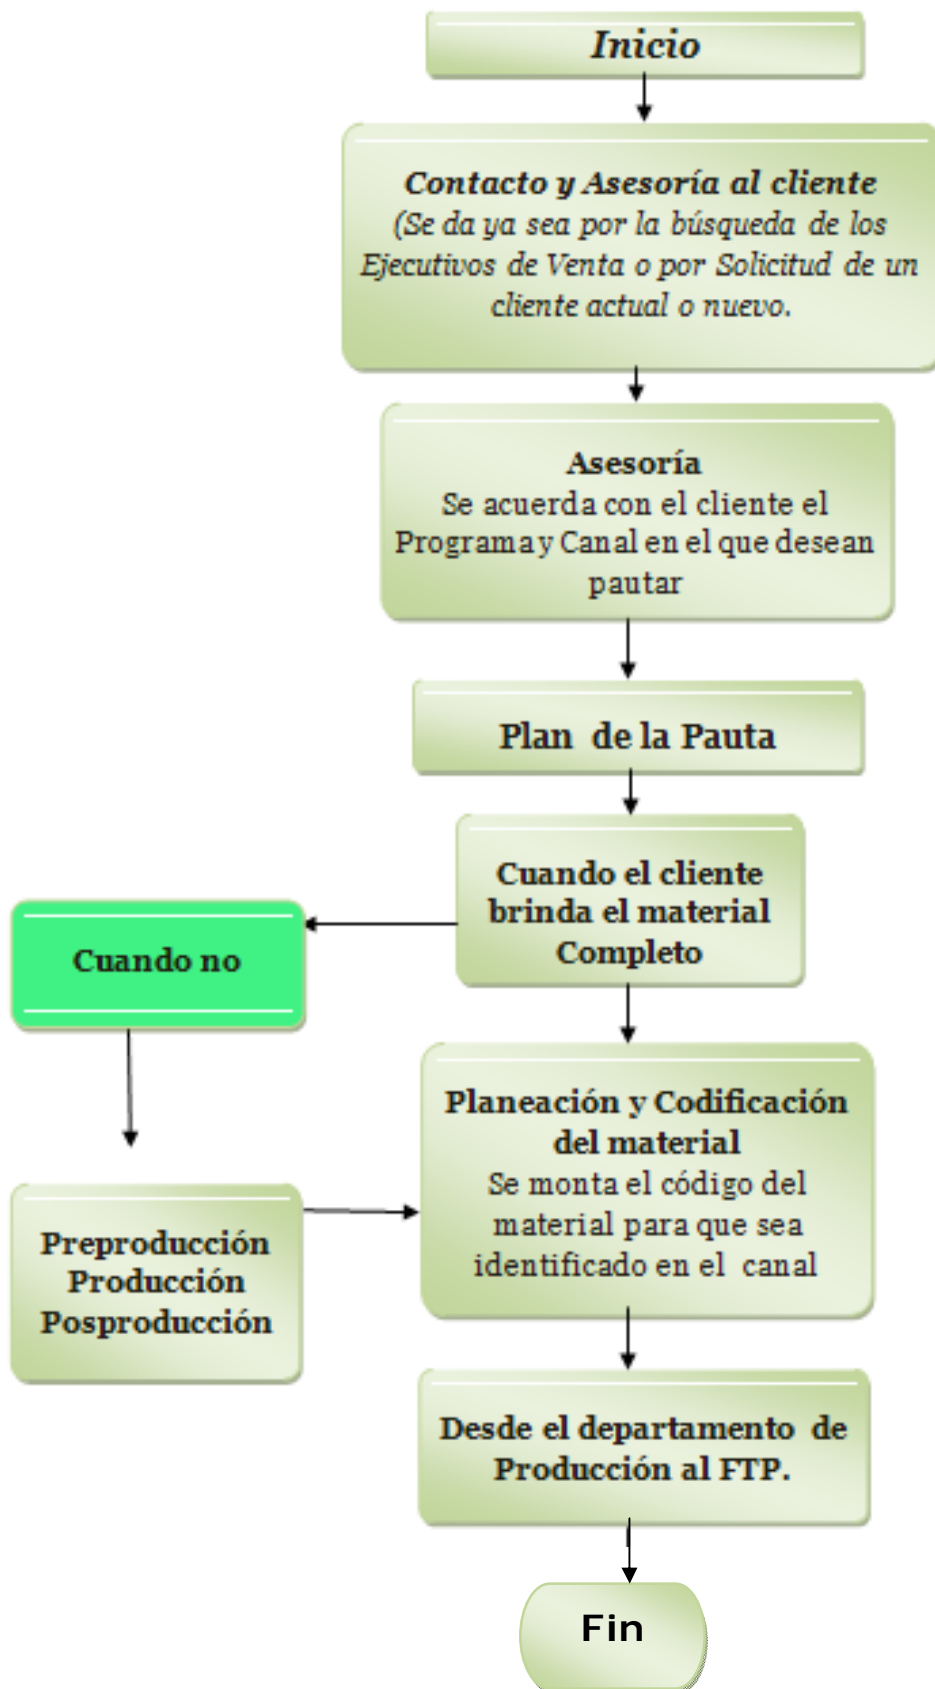 Inicio
Contacto y Asesoría al cliente
(Se da ya sea por la búsqueda de los
Ejecutivos de Venta o por Solicitud de un
cliente actual o nuevo.
Asesoría
Se acuerda con el cliente el
Programa y Canal en el que desean
pautar
Plan de la Pauta
Cuando el cliente
brinda el material
Completo
Cuando no
Planeación y Codificación
del material
Se monta el código del
material para que sea
identificado en el canal
Preproducción
Producción
Posproducción
Desde el departamento de
Producción al FTP.
Fin